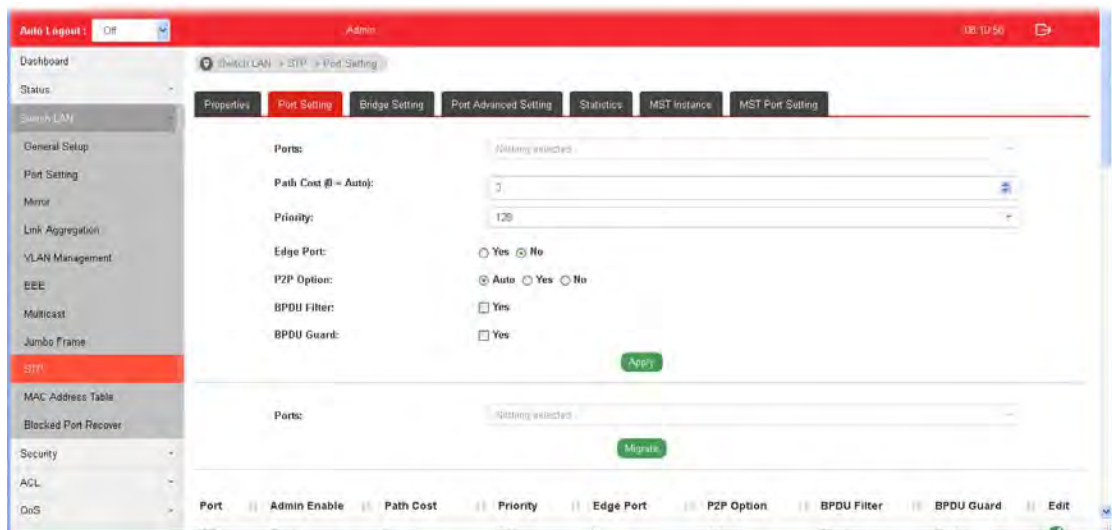 Auto Logout : Off Admin 08:10:50
Dashboard
Switch LAN > STP > Port Setting
Status
Properties Port Setting Bridge Setting Port Advanced Setting Statistics MST Instance MST Port Setting
Switch LAN
General Setup
Port Setting
Mirror
Link Aggregation
VLAN Management
EEE
Multicast
Jumbo Frame
STP
MAC Address Table
Blocked Port Recover
Security
ACL
QoS
Ports: Nothing selected
Path Cost (0 = Auto):
Priority: 128
Edge Port: Yes No
P2P Option: Auto Yes No
BPDU Filter: Yes
BPDU Guard: Yes
Apply
Ports: Nothing selected
Migrate
Port Admin Enable Path Cost Priority Edge Port P2P Option BPDU Filter BPDU Guard Edit